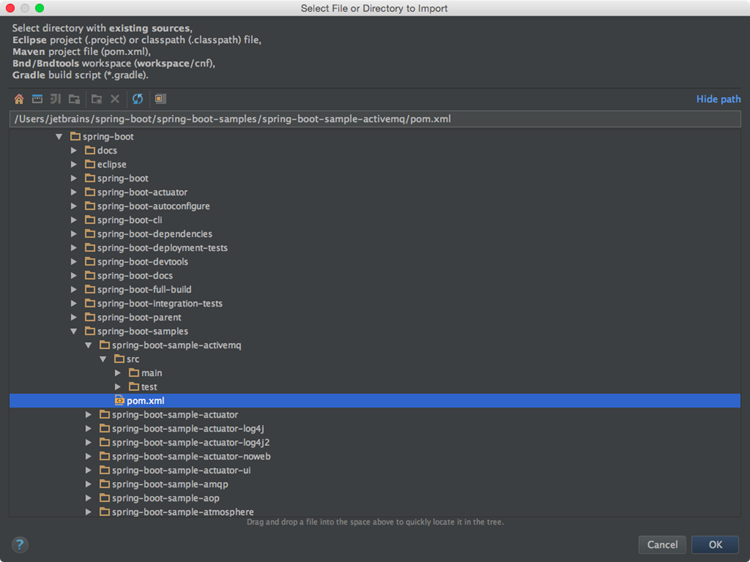 Select File or Directory to Import
Select directory with existing sources,
Eclipse project (.project) or classpath (.classpath) file,
Maven project file (pom.xml),
Bnd/Bndtools workspace (workspace/cnf),
Gradle build script (*.gradle).
Hide path
/Users/jetbrains/spring-boot/spring-boot-samples/spring-boot-sample-activemq/pom.xml
spring-boot
docs
eclipse
spring-boot
spring-boot-actuator
spring-boot-autoconfigure
spring-boot-cli
spring-boot-dependencies
spring-boot-deployment-tests
spring-boot-devtools
spring-boot-docs
spring-boot-full-build
spring-boot-integration-tests
spring-boot-parent
spring-boot-samples
spring-boot-sample-activemq
src
main
test
pom.xml
spring-boot-sample-actuator
spring-boot-sample-actuator-log4j
spring-boot-sample-actuator-log4j2
spring-boot-sample-actuator-noweb
spring-boot-sample-actuator-ui
spring-boot-sample-amqp
spring-boot-sample-aop
spring-boot-sample-atmosphere
Drag and drop a file into the space above to quickly locate it in the tree.
? Cancel OK